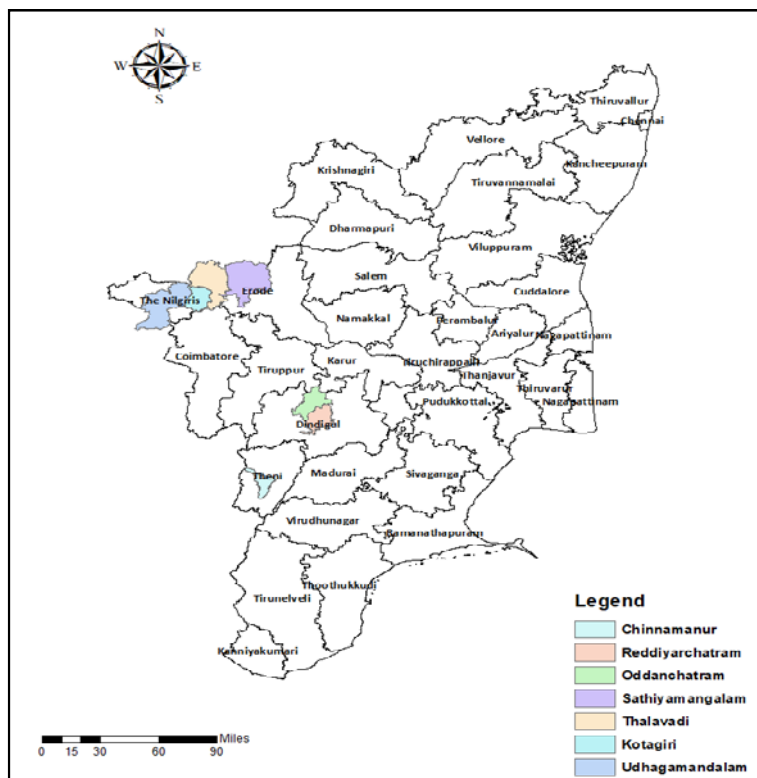 N
W E
S
Thiruvallur
Chennai
Vellore
Kancheepuram
Krishnagiri
Tiruvannamalai
Dharmapuri
Viluppuram
Salem
Erode
Cuddalore
The Nilgiris
Namakkal
Perambalur
Ariyalur
Nagapattinam
Coimbatore
Karur
Tiruchirappalli
Tiruppur
Thanjavur
Thiruvarur
Pudukkottai
Nagapattinam
Dindigul
Theni
Madurai
Sivaganga
Virudhunagar
Ramanathapuram
Thoothukkudi
Tirunelveli
Kanniyakumari
Legend
Chinnamanur
Reddiyarchatram
Oddanchatram
Sathiyamangalam
Thalavadi
Kotagiri
Udhagamandalam
Miles
0 15 30 60 90